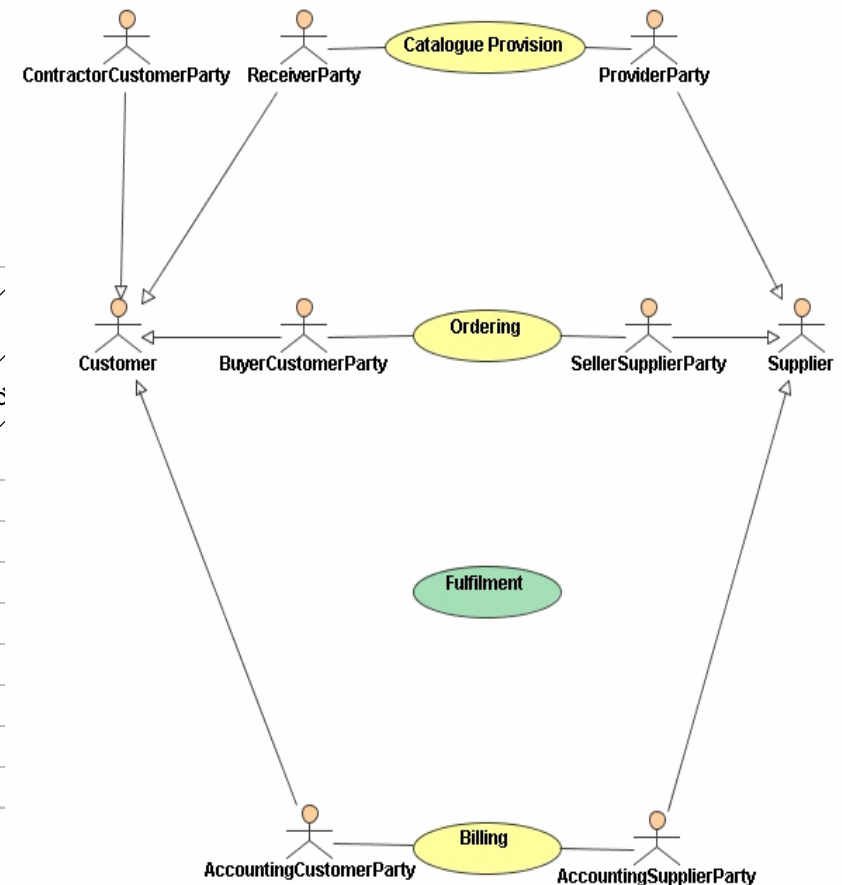 Catalogue Provision
ContractorCustomerParty
ReceiverParty
ProviderParty
Ordering
Customer
BuyerCustomerParty
SellerSupplierParty
Supplier
Fulfilment
Billing
AccountingCustomerParty
AccountingSupplierParty